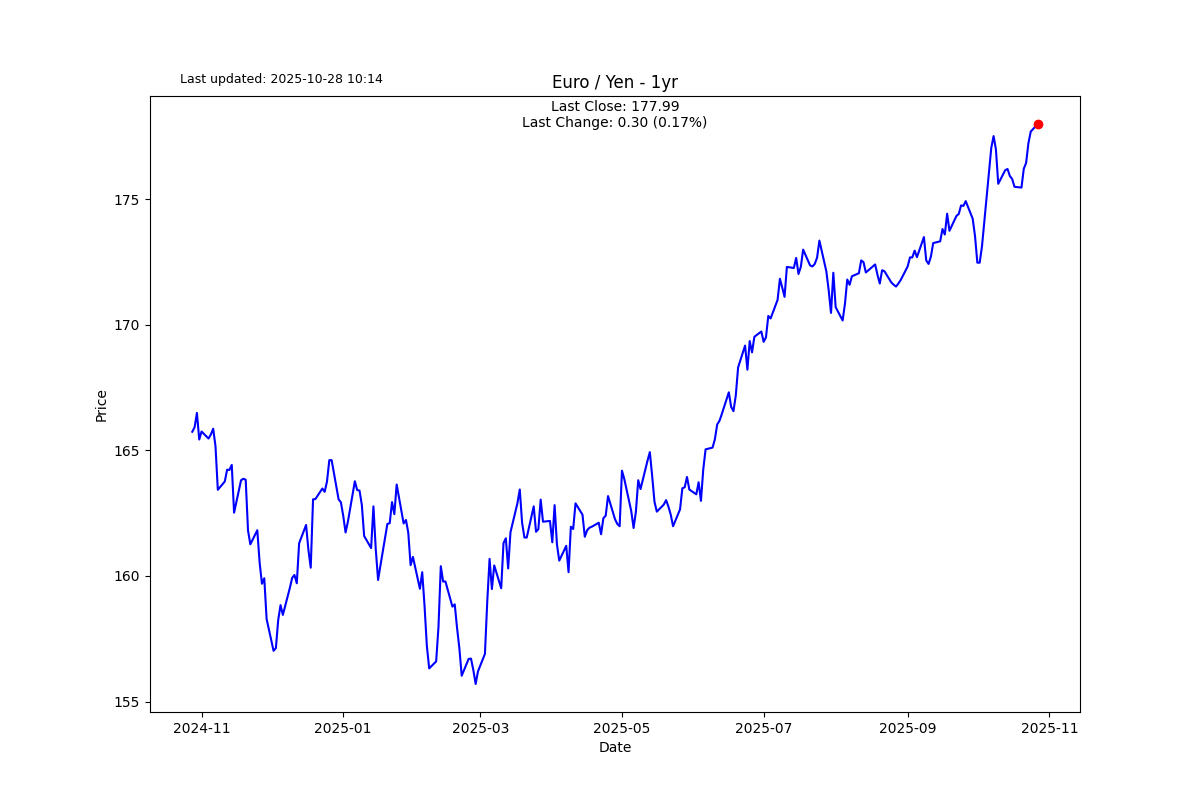 Last updated: 2025-10-28 10:14
Euro / Yen - 1yr
Last Close: 177.99
Last Change: 0.30 (0.17%)
175
170
165
160
155
Price
2024-11
2025-01
2025-03
2025-05
2025-07
2025-09
2025-11
Date